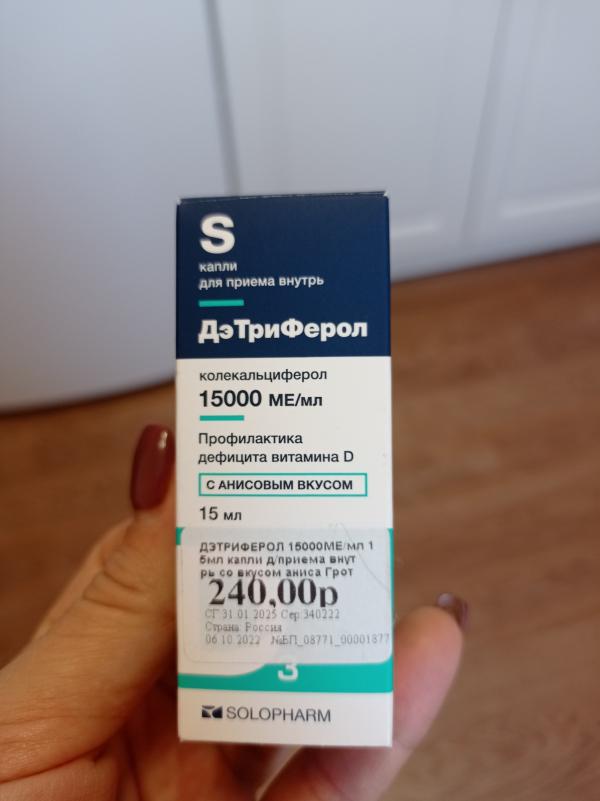 S
капли
для приема внутрь
ДэТриФерол
колекальциферол
15000 МЕ/мл
Профилактика
дефицита витамина D
С АНИСОВЫМ ВКУСОМ
15 мл
ДЭТРИФЕРОЛ 15000МЕ/мл 1
5мл капли д/приема внут
рь со вкусом аниса Грот
240,00р
СГ 31 01 2025 Сер:340222
Страна: Россия
06.10.2022 №БП_08771_00001877
3
SOLOPHARM